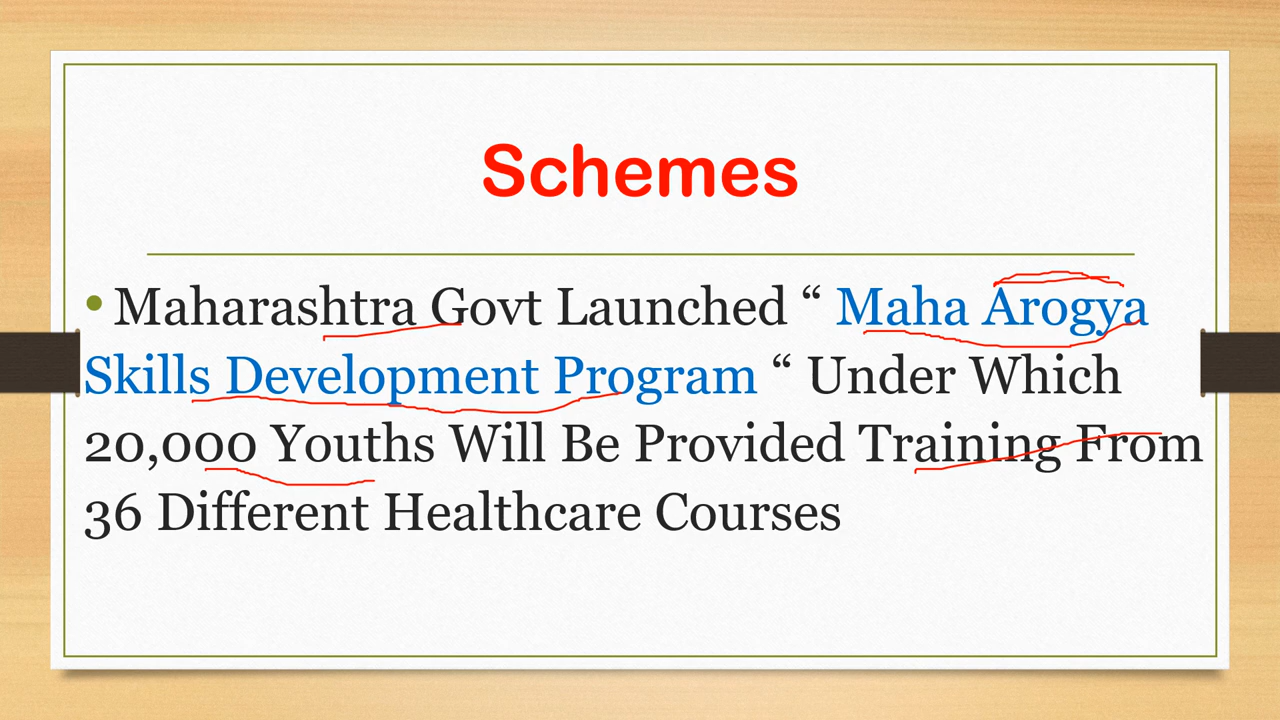 Schemes
• Maharashtra Govt Launched “ Maha Arogya
Skills Development Program “ Under Which
20,000 Youths Will Be Provided Training From
36 Different Healthcare Courses